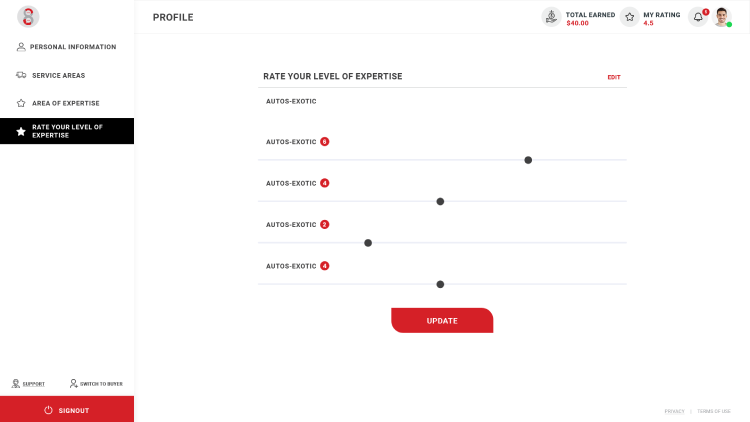 PROFILE
TOTAL EARNED
$40.00
MY RATING
4.5
PERSONAL INFORMATION
SERVICE AREAS
AREA OF EXPERTISE
RATE YOUR LEVEL OF
EXPERTISE
RATE YOUR LEVEL OF EXPERTISE
EDIT
AUTOS-EXOTIC
AUTOS-EXOTIC 6
AUTOS-EXOTIC 4
AUTOS-EXOTIC 2
AUTOS-EXOTIC 4
UPDATE
SUPPORT
SWITCH TO BUYER
SIGNOUT
PRIVACY | TERMS OF USE